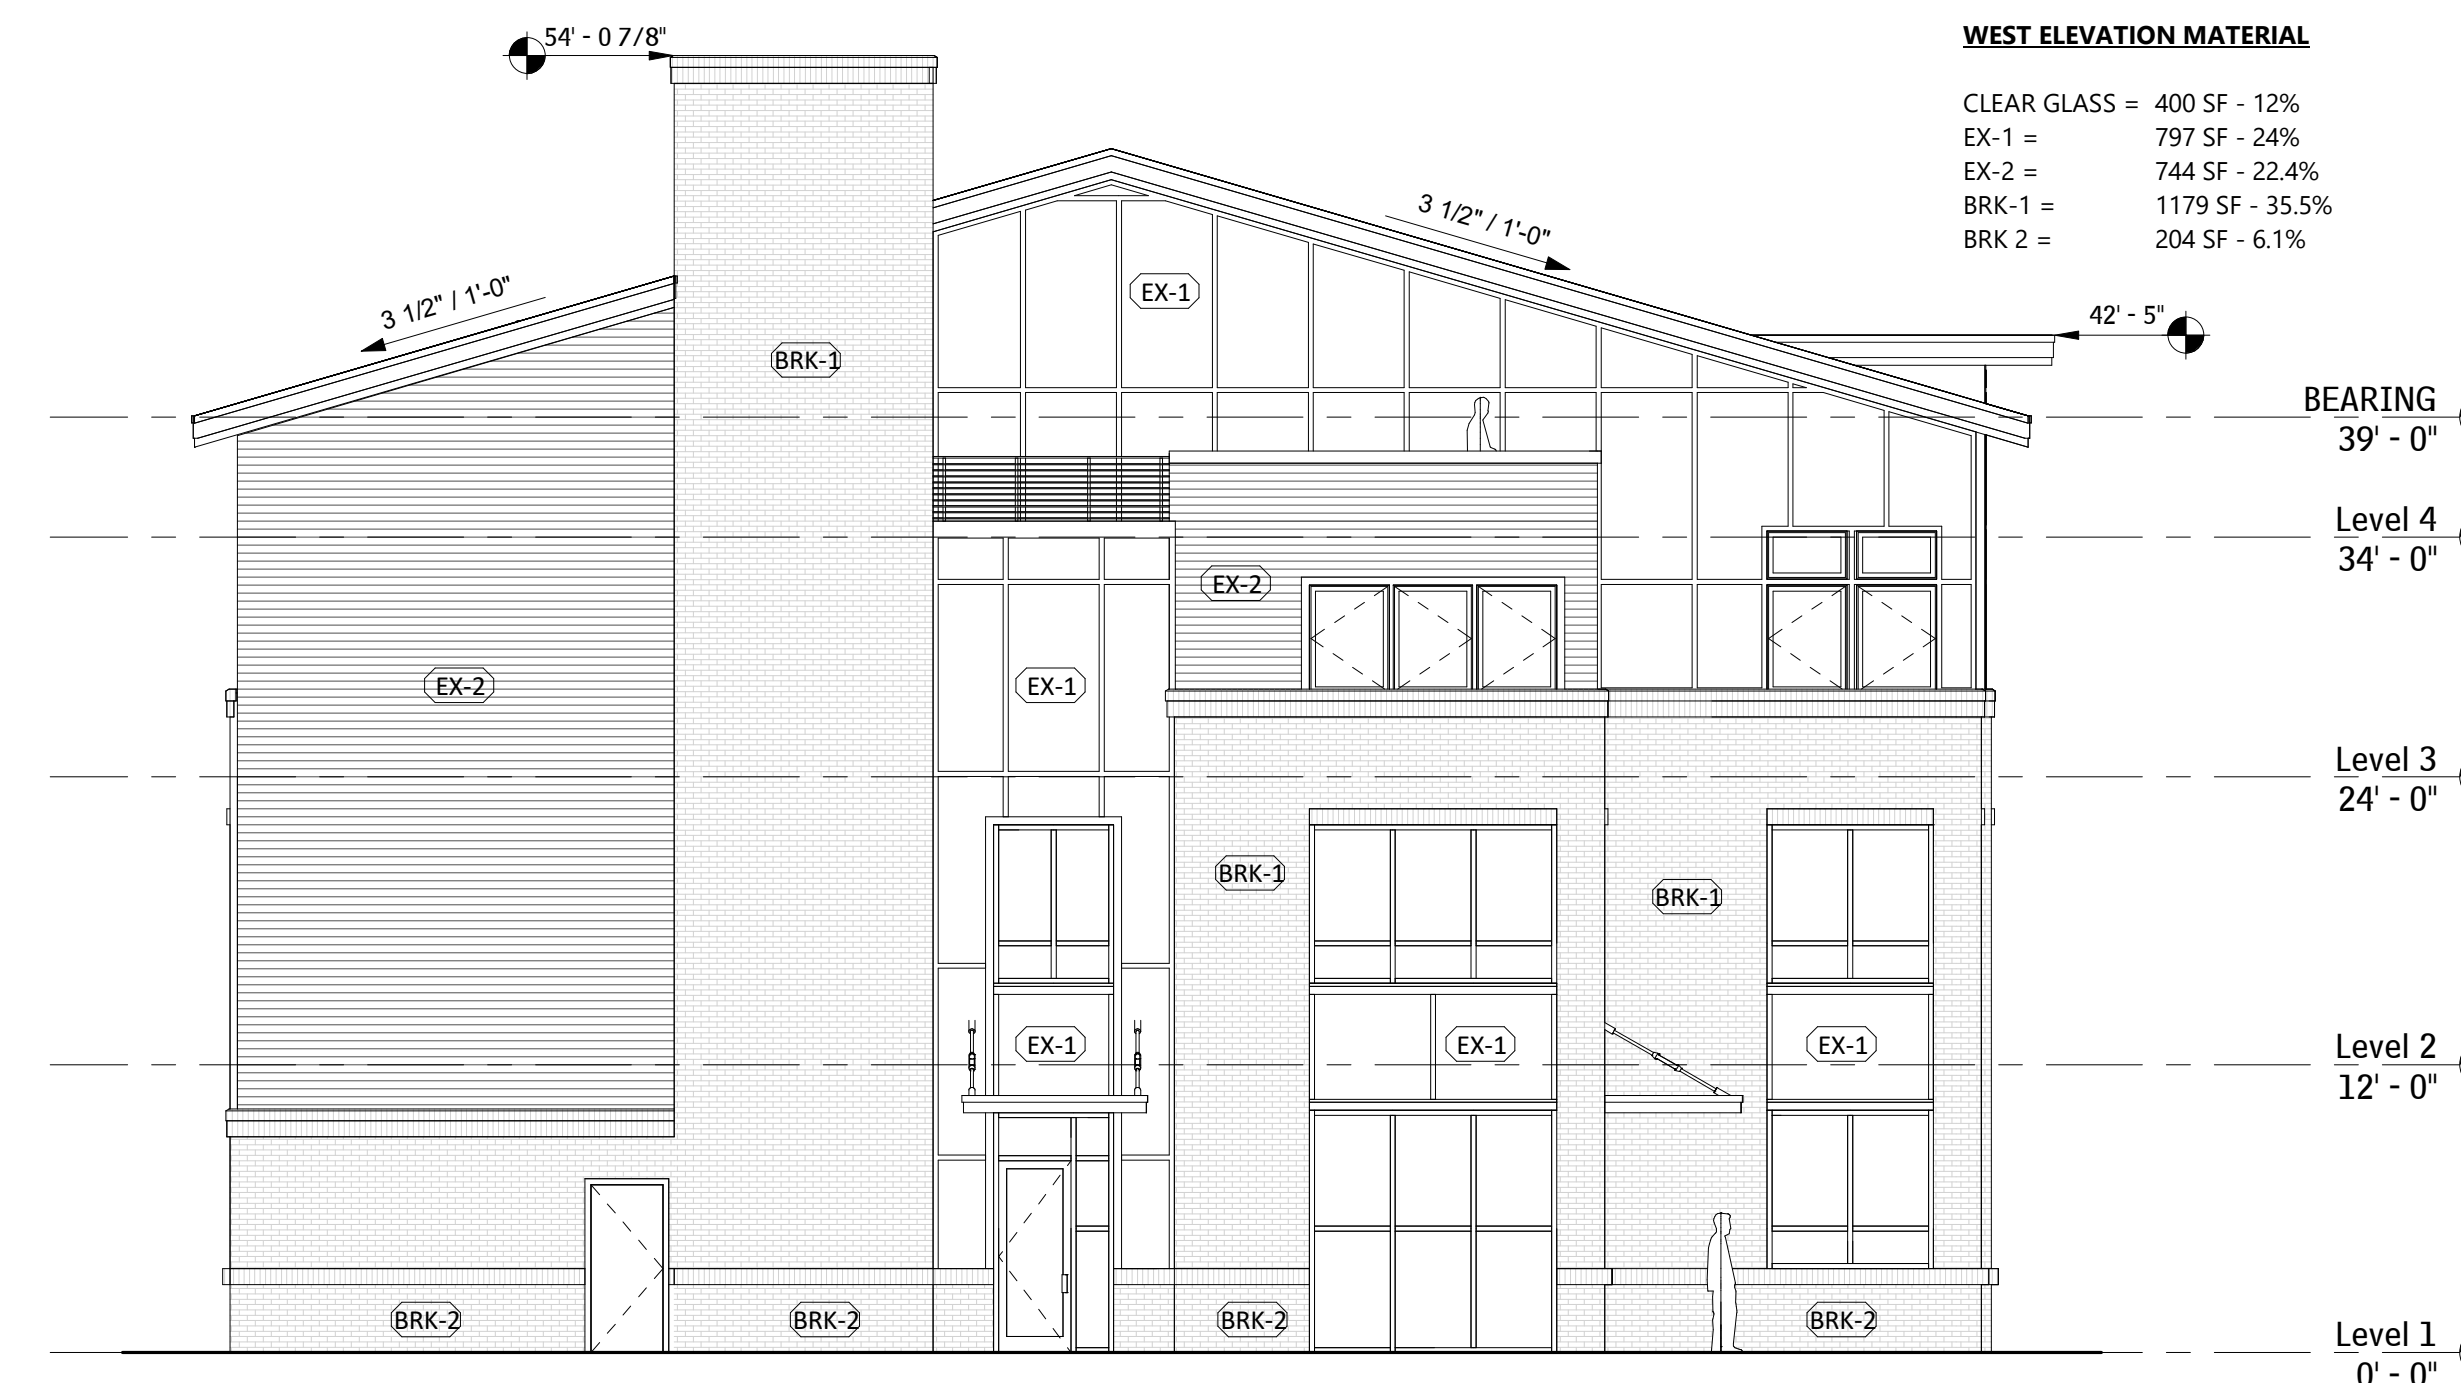 54' - 0 7/8"
WEST ELEVATION MATERIAL
CLEAR GLASS = 400 SF - 12%
EX-1 = 797 SF - 24%
EX-2 = 744 SF - 22.4%
BRK-1 = 1179 SF - 35.5%
BRK 2 = 204 SF - 6.1%
3 1/2" / 1'-0"
3 1/2" / 1'-0"
EX-1
42' - 5"
BRK-1
BEARING
39' - 0"
Level 4
34' - 0"
EX-2
EX-2
EX-1
Level 3
24' - 0"
BRK-1
BRK-1
EX-1
EX-1
EX-1
Level 2
12' - 0"
BRK-2
BRK-2
BRK-2
BRK-2
Level 1
0' - 0"